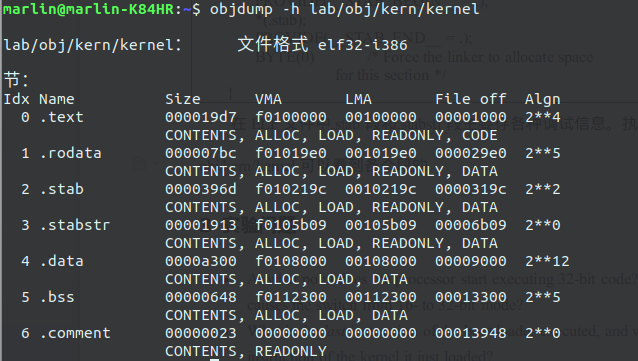 marlin@marlin-K84HR:~$ objdump -h lab/obj/kern/kernel
lab/obj/kern/kernel:     文件格式 elf32-i386
节:
Idx Name          Size      VMA       LMA       File off  Algn
  0 .text         000019d7  f0100000  00100000  00001000  2**4
                  CONTENTS, ALLOC, LOAD, READONLY, CODE
  1 .rodata       000007bc  f01019e0  001019e0  000029e0  2**5
                  CONTENTS, ALLOC, LOAD, READONLY, DATA
  2 .stab         0000396d  f010219c  0010219c  0000319c  2**2
                  CONTENTS, ALLOC, LOAD, READONLY, DATA
  3 .stabstr      00001913  f0105b09  00105b09  00006b09  2**0
                  CONTENTS, ALLOC, LOAD, READONLY, DATA
  4 .data         0000a300  f0108000  00108000  00009000  2**12
                  CONTENTS, ALLOC, LOAD, DATA
  5 .bss          00000648  f0112300  00112300  00013300  2**5
                  CONTENTS, ALLOC, LOAD, DATA
  6 .comment      00000023  00000000  00000000  00013948  2**0
                  CONTENTS, READONLY